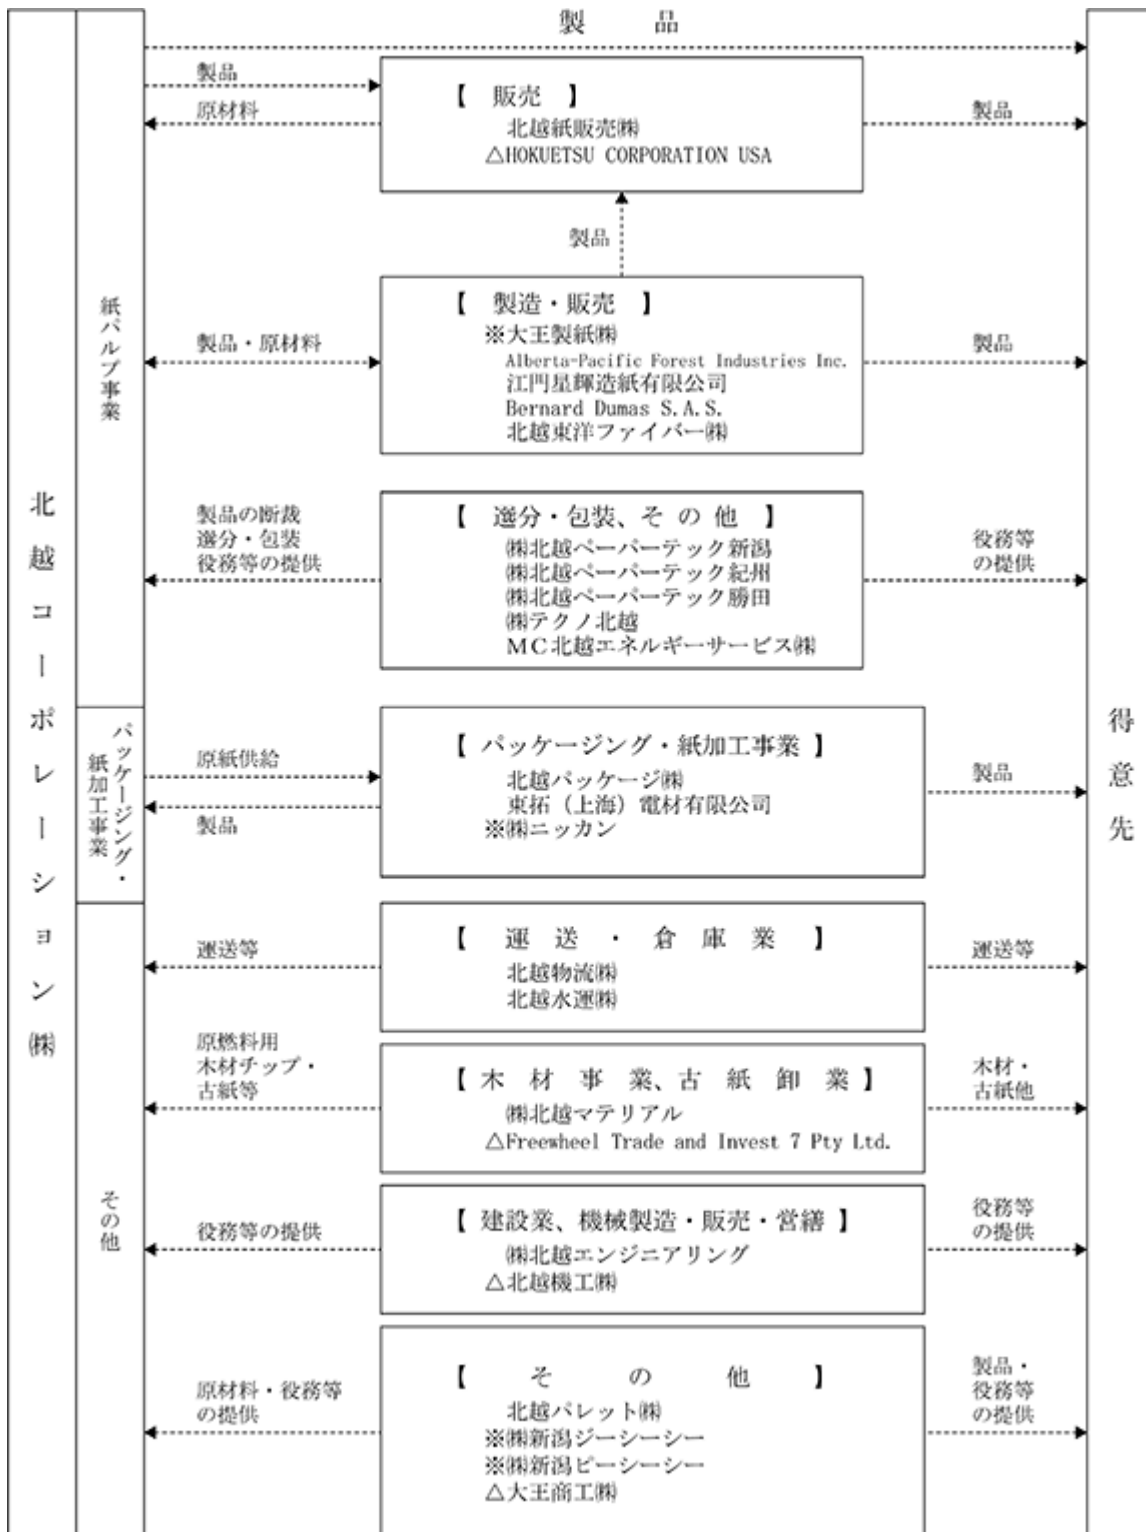 製品
製品
原材料
【 販売 】
北越紙販売㈱
△HOKUETSU CORPORATION USA
製品
製品
【 製造・販売 】
※大王製紙㈱
Alberta-Pacific Forest Industries Inc.
江門星輝造紙有限公司
Bernard Dumas S.A.S.
北越東洋ファイバー㈱
製品・原材料
製品
紙パルプ事業
製品の断裁
選分・包装
役務等の提供
【 選分・包装、その他 】
㈱北越ペーパーテック新潟
㈱北越ペーパーテック紀州
㈱北越ペーパーテック勝田
㈱テクノ北越
MC北越エネルギーサービス㈱
役務等
の提供
北越コーポレーション㈱
得意先
パッケージング・
紙加工事業
原紙供給
製品
【 パッケージング・紙加工事業 】
北越パッケージ㈱
東拓（上海）電材有限公司
※㈱ニッカン
製品
運送等
【 運送・倉庫業 】
北越物流㈱
北越水運㈱
運送等
原燃料用
木材チップ・
古紙等
【 木材事業、古紙卸業 】
㈱北越マテリアル
△Freewheel Trade and Invest 7 Pty Ltd.
木材・
古紙他
その他
役務等の提供
【 建設業、機械製造・販売・営繕 】
㈱北越エンジニアリング
△北越機工㈱
役務等
の提供
原材料・役務等
の提供
【 その他 】
北越パレット㈱
※㈱新潟ジーシーシー
※㈱新潟ピーシーシー
△大王商工㈱
製品・
役務等
の提供